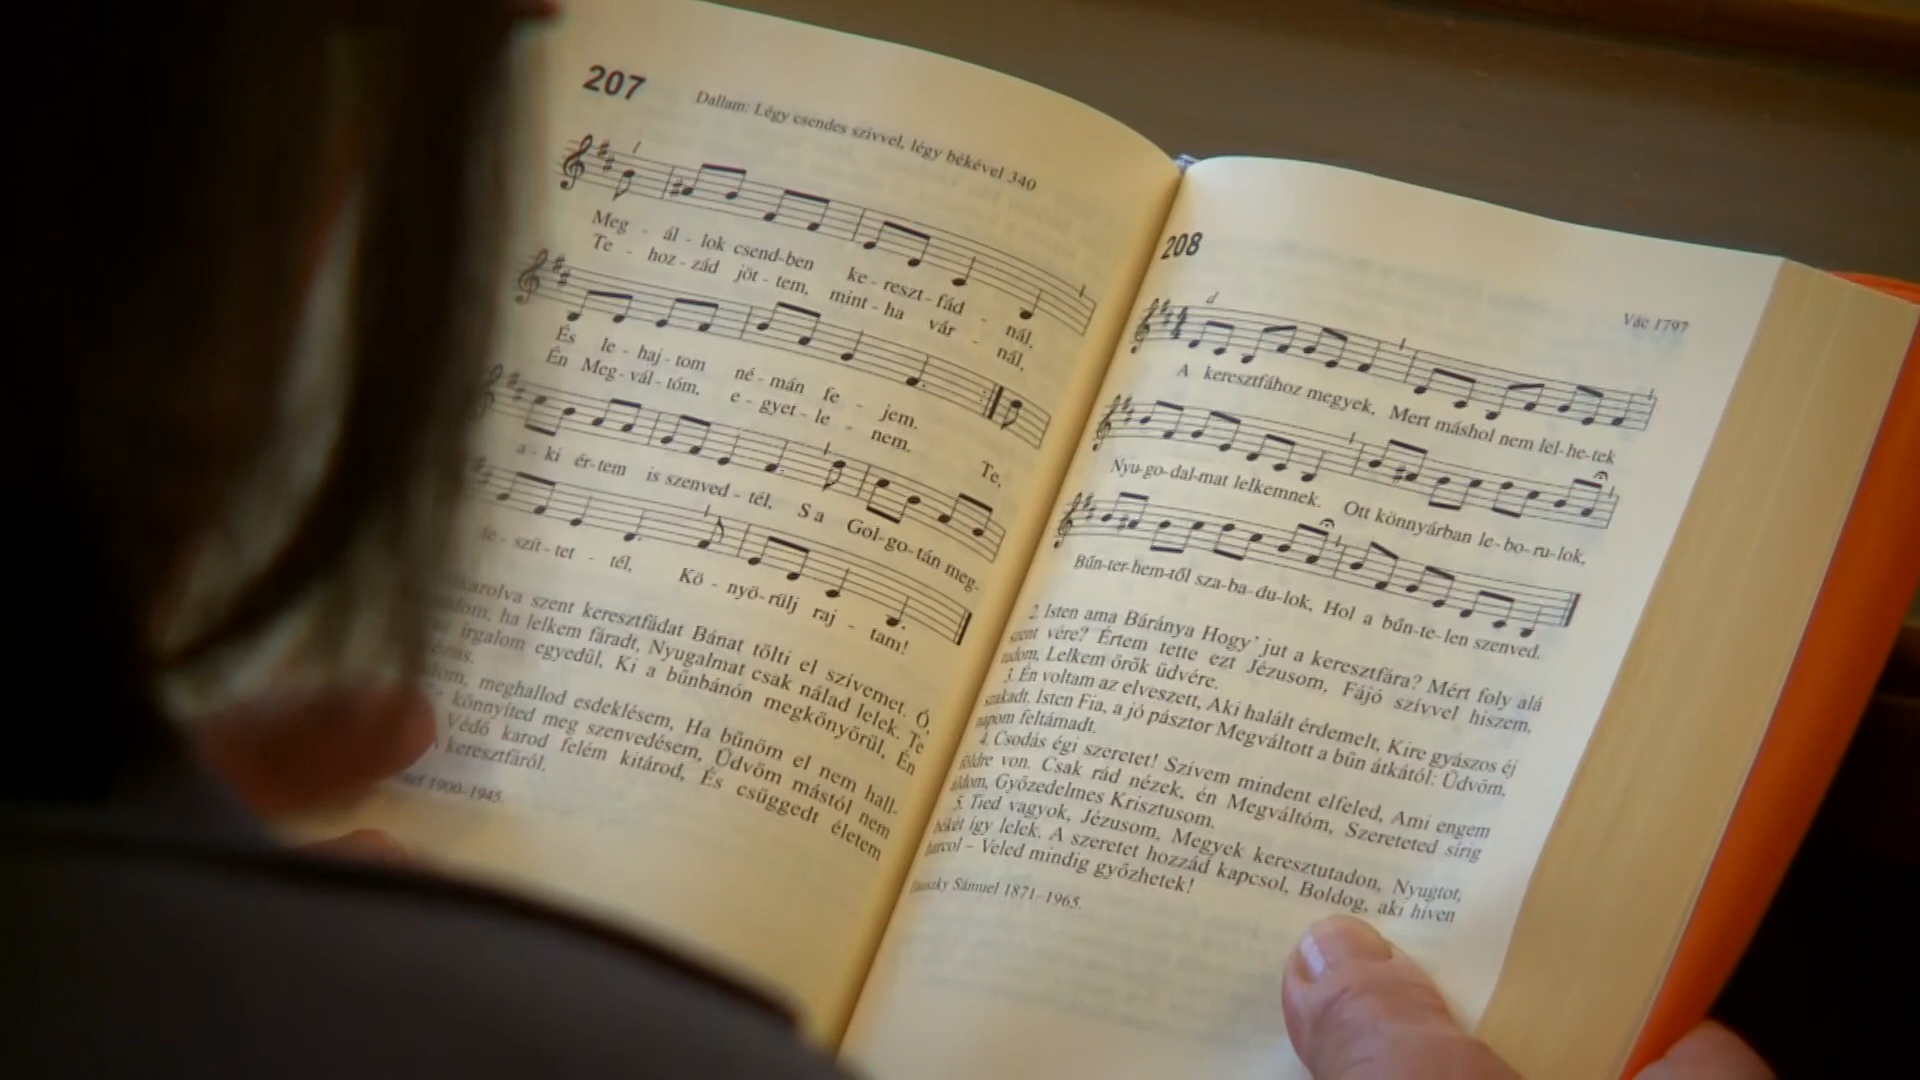 207
Dallam: Légy csendes szívvel, légy békével 340
Meg - ál - lok csend-ben ke - reszt - fád - nál,
Te - hoz - zád jöt - tem, mint - ha vár - nál,
És le - haj - tom né - mán fe - jem.
Én Meg - vál - tóm, e - gyet - le - nem.
Te,
a - ki ér-tem is szenved - tél, S a Gol-go-tán meg-
fe - szít - tet - tél, Kö - nyö-rülj raj - tam!
szent keresztfádat Bánat tölti el szívemet. Ó,
ha lelkem fáradt, Nyugalmat csak nálad lelek. Te
irgalom egyedül, Ki a bűnbánón megkönyörül, Én
meghallod esdeklésem, Ha bűnöm el nem hall-
könnyíted meg szenvedésem, Üdvöm mástól nem
Védő karod felém kitárod, És csüggedt életem
keresztfáról.
1900–1945.
208
Vác 1797
A keresztfához megyek, Mert máshol nem lel-he-tek
Nyu-go-dal-mat lelkemnek. Ott könnyárban le-bo-ru-lok,
Bűn-ter-hem-től sza-ba-du-lok, Hol a bűn-te-len szenved.
2. Isten ama Báránya Hogy’ jut a keresztfára? Mért foly alá
szent vére? Értem tette ezt Jézusom, Fájó szívvel hiszem,
tudom, Lelkem örök üdvére.
3. Én voltam az elveszett, Aki halált érdemelt, Kire gyászos éj
szakadt. Isten Fia, a jó pásztor Megváltott a bűn átkától: Üdvöm,
napom feltámadt.
4. Csodás égi szeretet! Szívem mindent elfeled, Ami engem
földre von. Csak rád nézek, én Megváltóm, Szereteted sírig
áldom, Győzedelmes Krisztusom.
5. Tied vagyok, Jézusom, Megyek keresztutadon, Nyugtot,
békét így lelek. A szeretet hozzád kapcsol, Boldog, aki híven
harcol – Veled mindig győzhetek!
Sámuel 1871–1965.